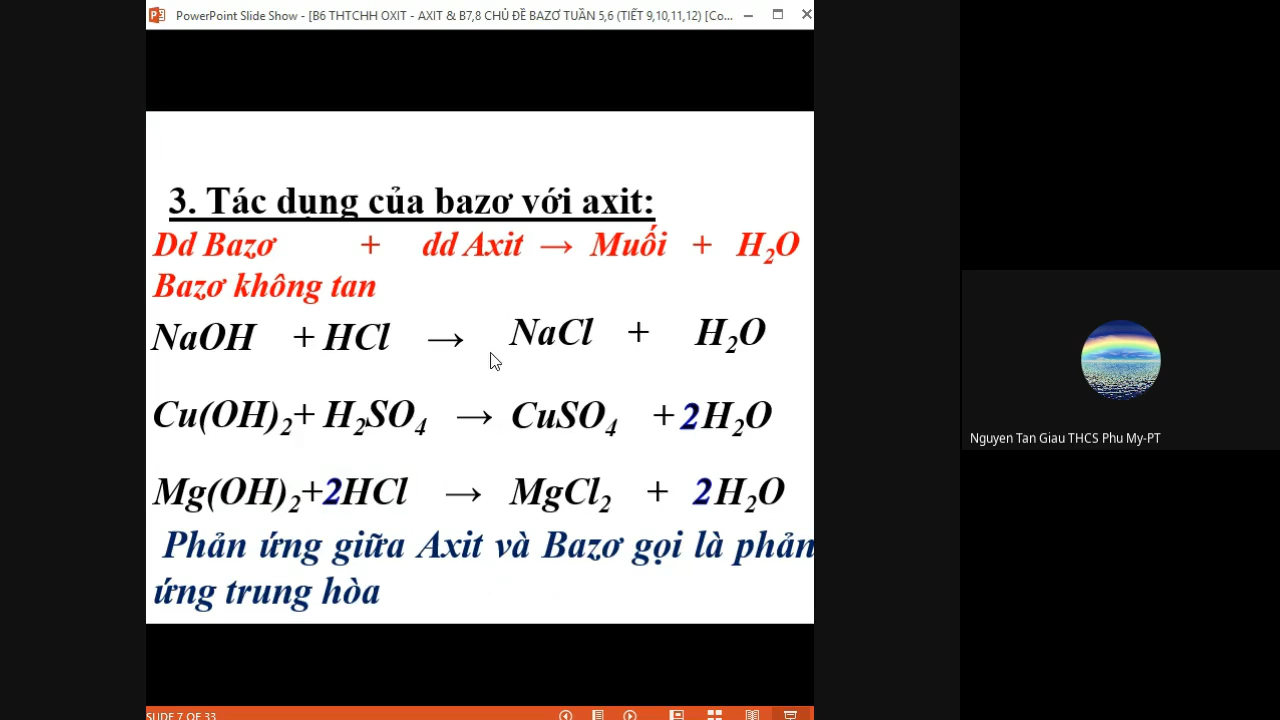 PowerPoint Slide Show - [B6 THTCHH OXIT - AXIT & B7,8 CHỦ ĐỀ BAZƠ TUẦN 5,6 (TIẾT 9,10,11,12) [Co...
3. Tác dụng của bazơ với axit:
Dd Bazơ + dd Axit → Muối + H₂O
Bazơ không tan
NaOH + HCl → NaCl + H₂O
Cu(OH)₂+ H₂SO₄ → CuSO₄ + 2H₂O
Mg(OH)₂+2HCl → MgCl₂ + 2H₂O
Phản ứng giữa Axit và Bazơ gọi là phản
ứng trung hòa
Nguyen Tan Giau THCS Phu My-PT
SLIDE 7 OF 33